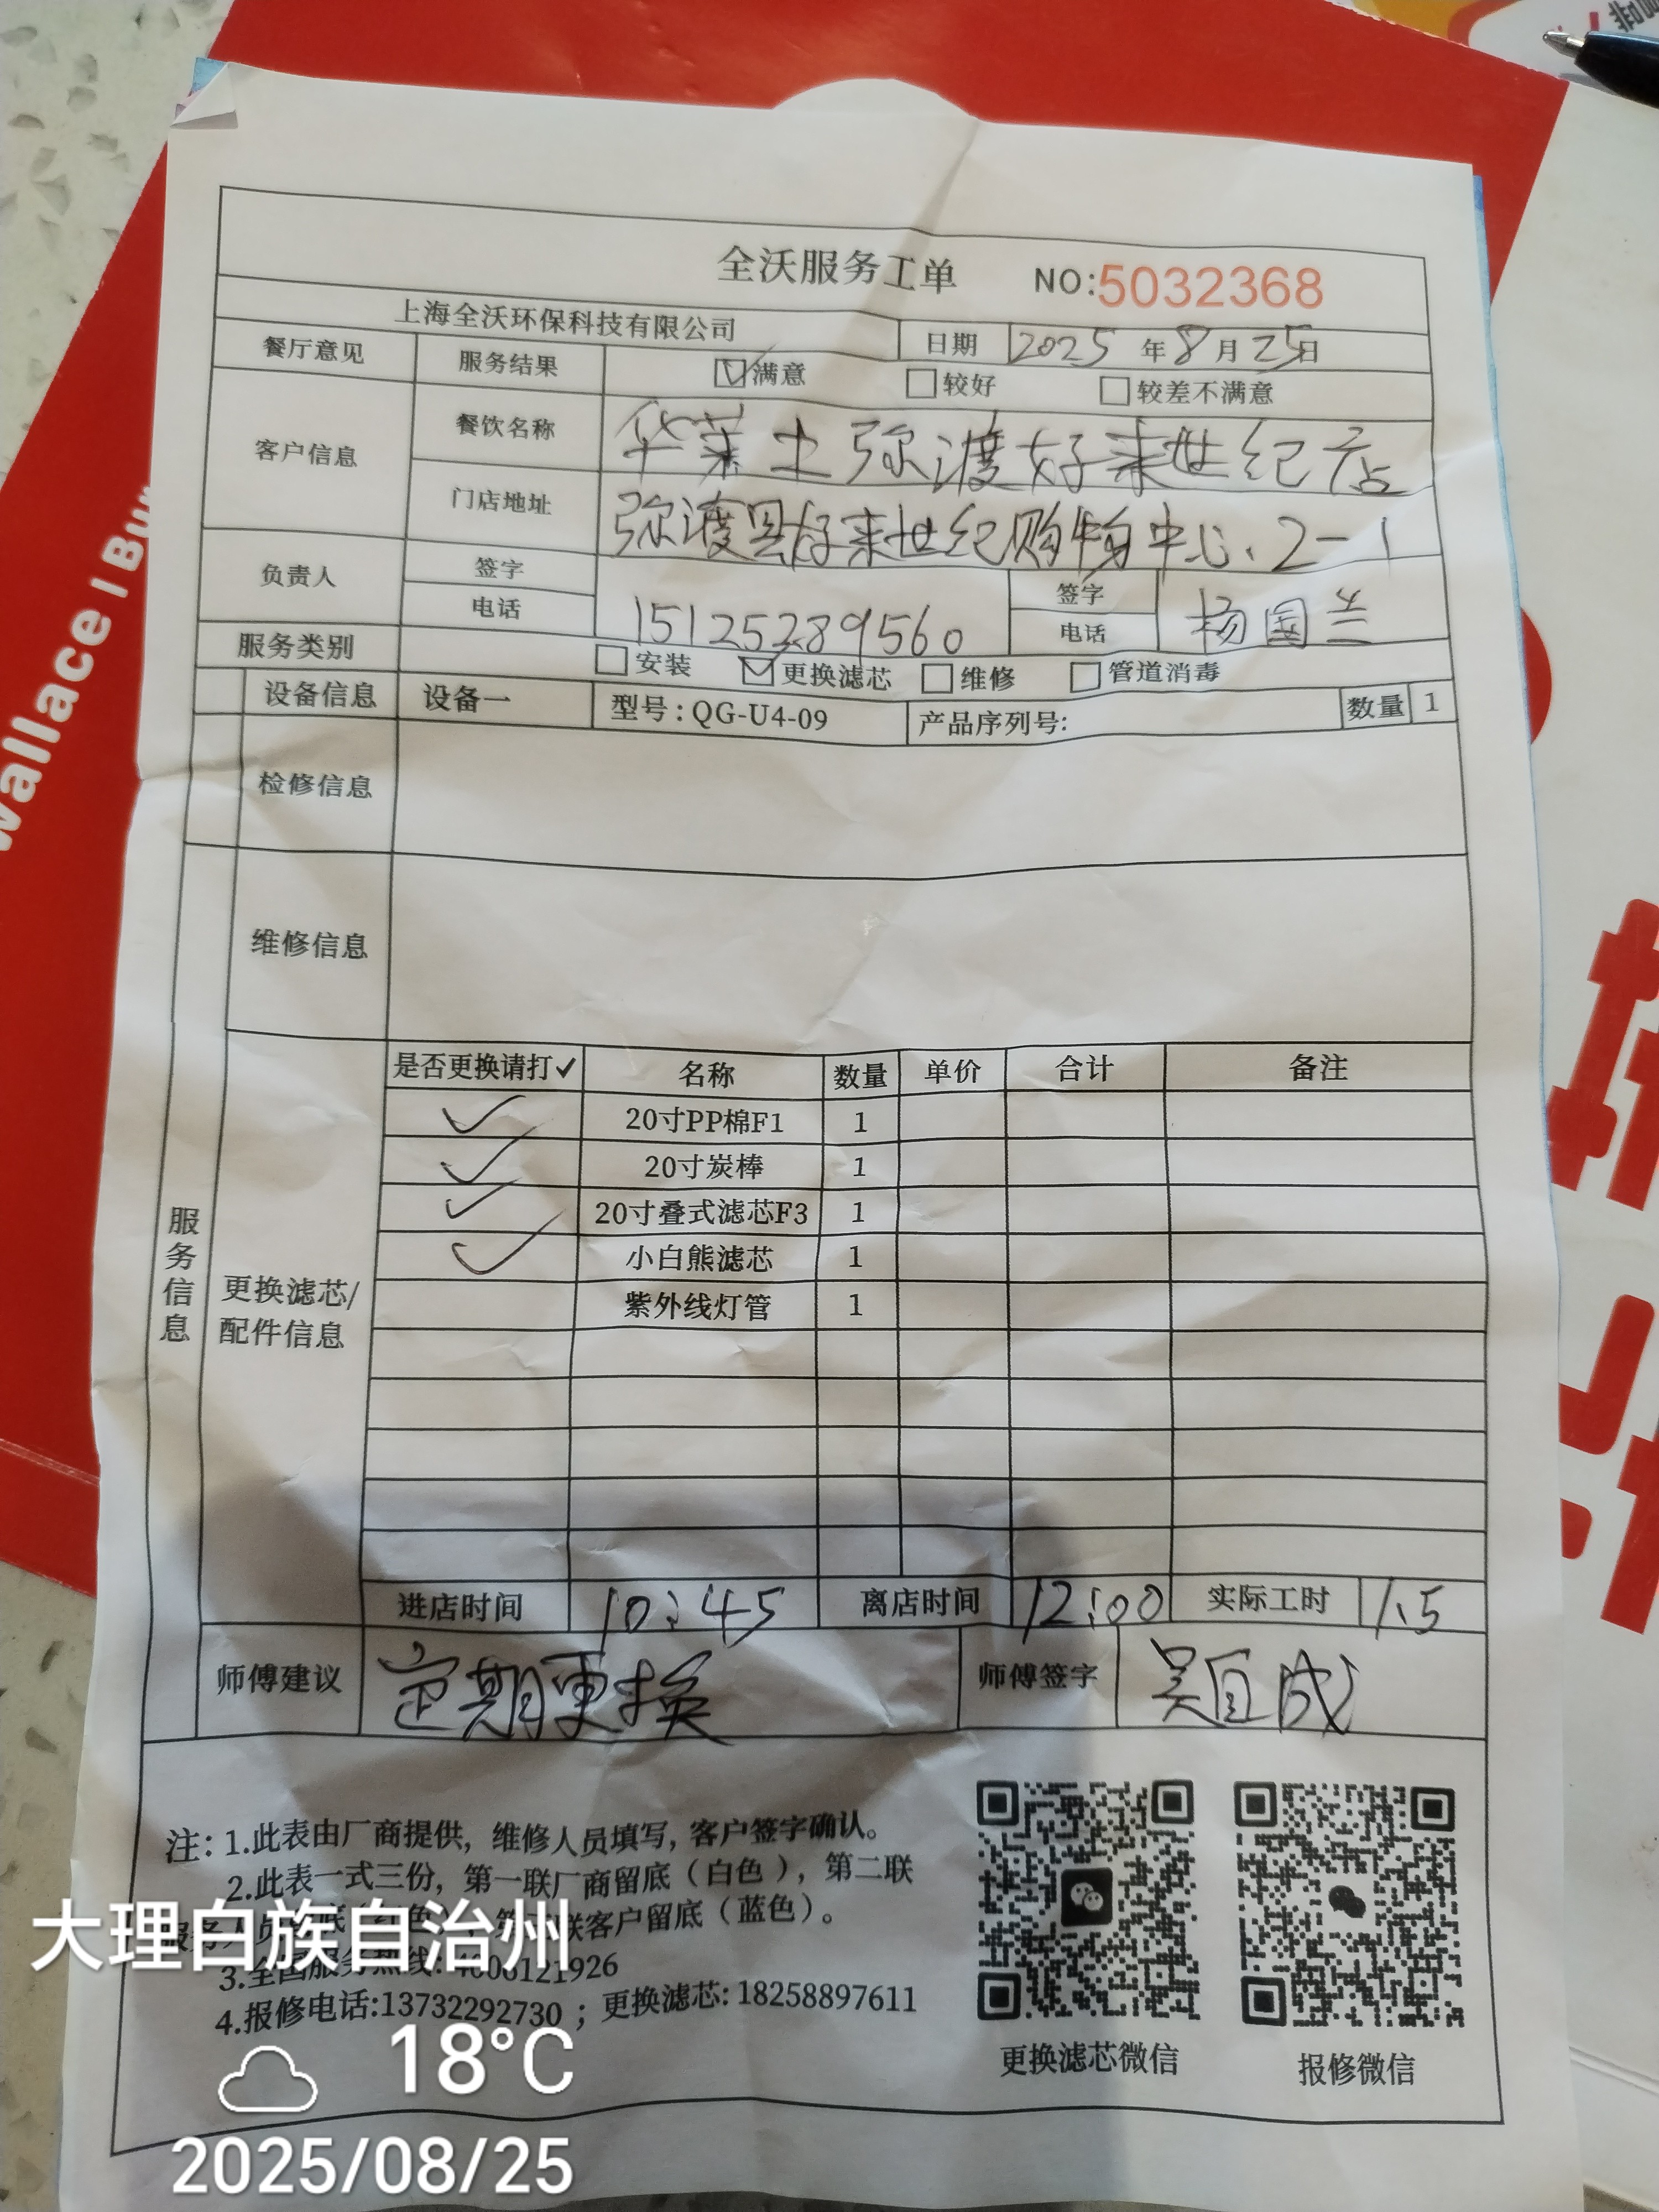 全沃服务工单 NO:5032368
上海全沃环保科技有限公司 日期 2025年8月25日
餐厅意见 服务结果 ☑满意 □较好 □较差不满意
客户信息 餐饮名称 华莱士弥渡好来世纪店
门店地址 弥渡县好来世纪购物中心.2-1
负责人 签字 签字 杨国兰
电话 15125289560 电话
服务类别 □安装 ☑更换滤芯 □维修 □管道消毒
设备信息 设备一 型号:QG-U4-09 产品序列号: 数量 1
检修信息
维修信息
服务信息
更换滤芯/
配件信息
是否更换请打✓ 名称 数量 单价 合计 备注
✓ 20寸PP棉F1 1
✓ 20寸炭棒 1
✓ 20寸叠式滤芯F3 1
✓ 小白熊滤芯 1
紫外线灯管 1
进店时间 10:45 离店时间 12:00 实际工时 1.5
师傅建议 定期更换 师傅签字
注: 1.此表由厂商提供, 维修人员填写, 客户签字确认。
2.此表一式三份, 第一联厂商留底(白色), 第二联
联客户留底(蓝色)。
3.全国服务热线: 4006121926
4.报修电话:13732292730 ; 更换滤芯: 18258897611
更换滤芯微信 报修微信
大理白族自治州
18°C
2025/08/25
wallace | Bu